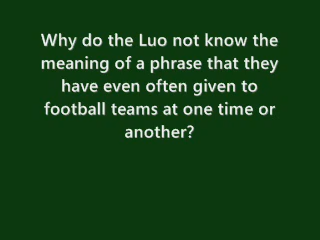 Why do the Luo not know the
meaning of a phrase that they
have even often given to
football teams at one time or
another?